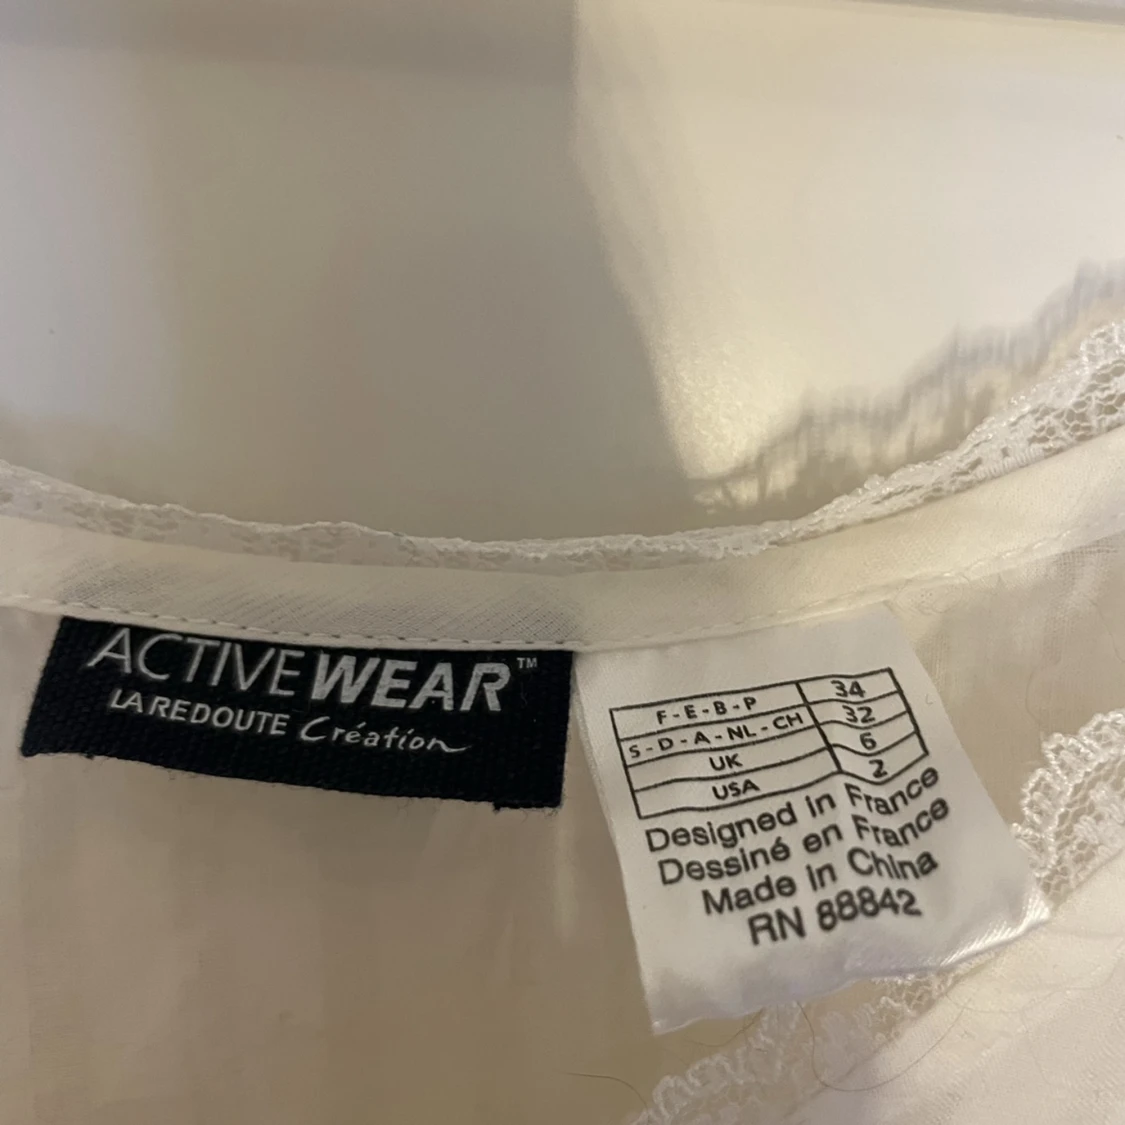 ACTIVEWEAR™
LA REDOUTE Création
F - E - B - P 34
S - D - A - NL - CH 32
UK 6
USA 2
Designed in France
Dessiné en France
Made in China
RN 88842